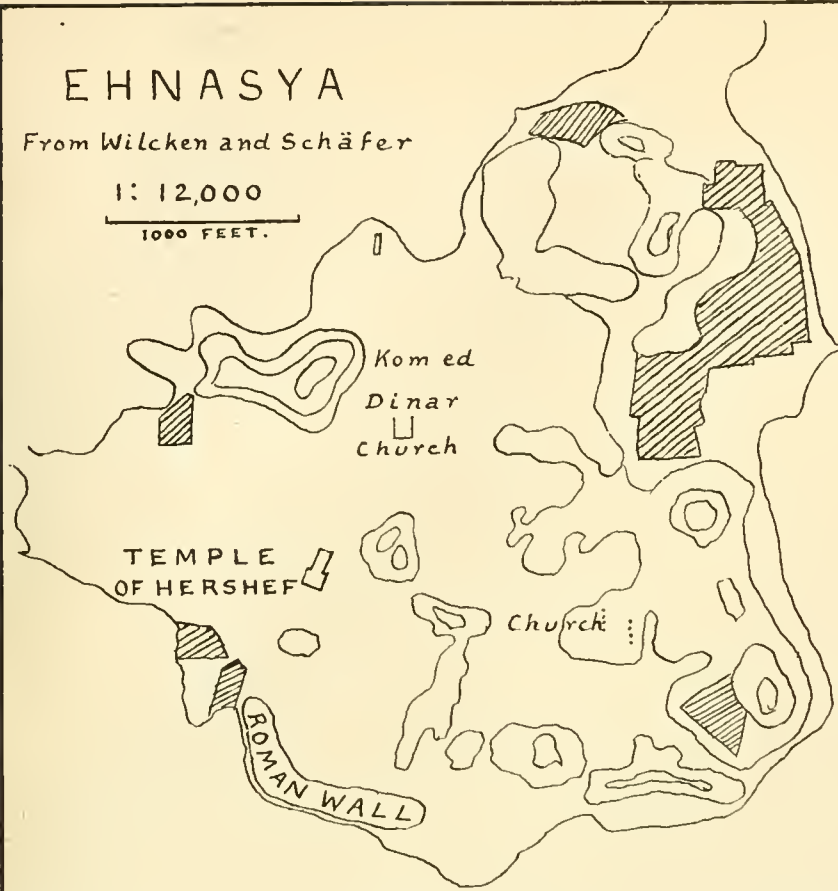 EHNASYA
From Wilcken and Schäfer
1: 12,000
1000 FEET.
Kom ed
Dinar
Church
TEMPLE
OF HERSHEF
Church
ROMAN WALL